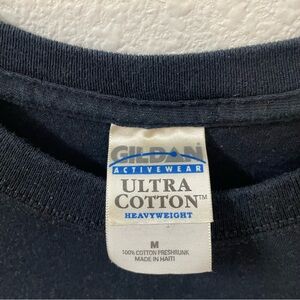 GILDAN
ACTIVEWEAR
ULTRA
COTTON™
HEAVYWEIGHT
M
100% COTTON PRESHRUNK
MADE IN HAITI